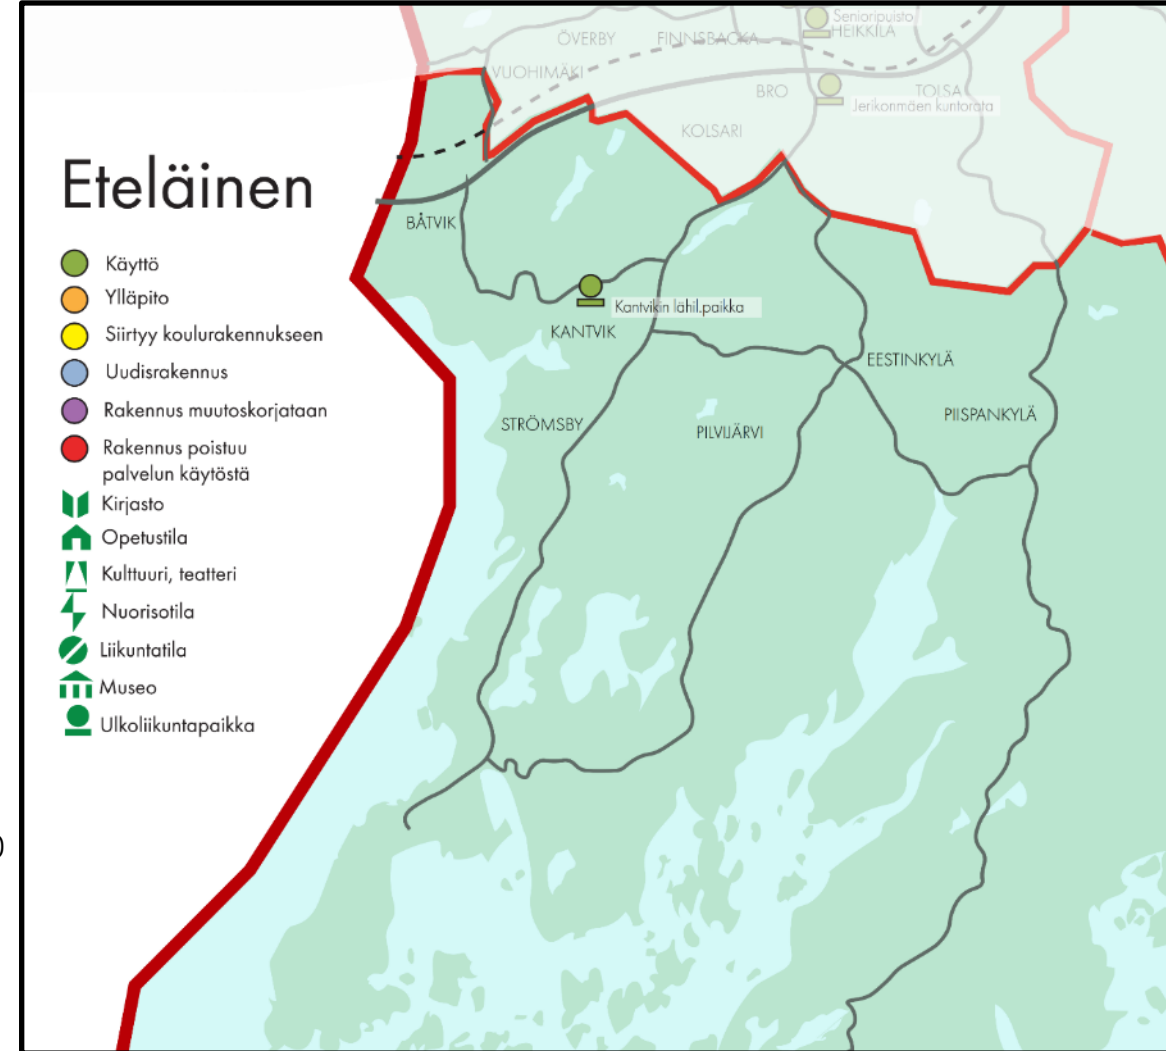 Senioripuisto
HEIKKILÄ
ÖVERBY
FINNSBACKA
VUOHIMÄKI
BRO
TOLSA
Jerikonmäen kuntorata
KOLSARI
Eteläinen
BÅTVIK
Käyttö
Ylläpito
Siirtyy koulurakennukseen
Uudisrakennus
Rakennus muutoskorjataan
Rakennus poistuu
palvelun käytöstä
Kirjasto
Opetustila
Kulttuuri, teatteri
Nuorisotila
Liikuntatila
Museo
Ulkoliikuntapaikka
Kantvikin lähil.paikka
KANTVIK
EESTINKYLÄ
STRÖMSBY
PILVIJÄRVI
PIISPANKYLÄ
)